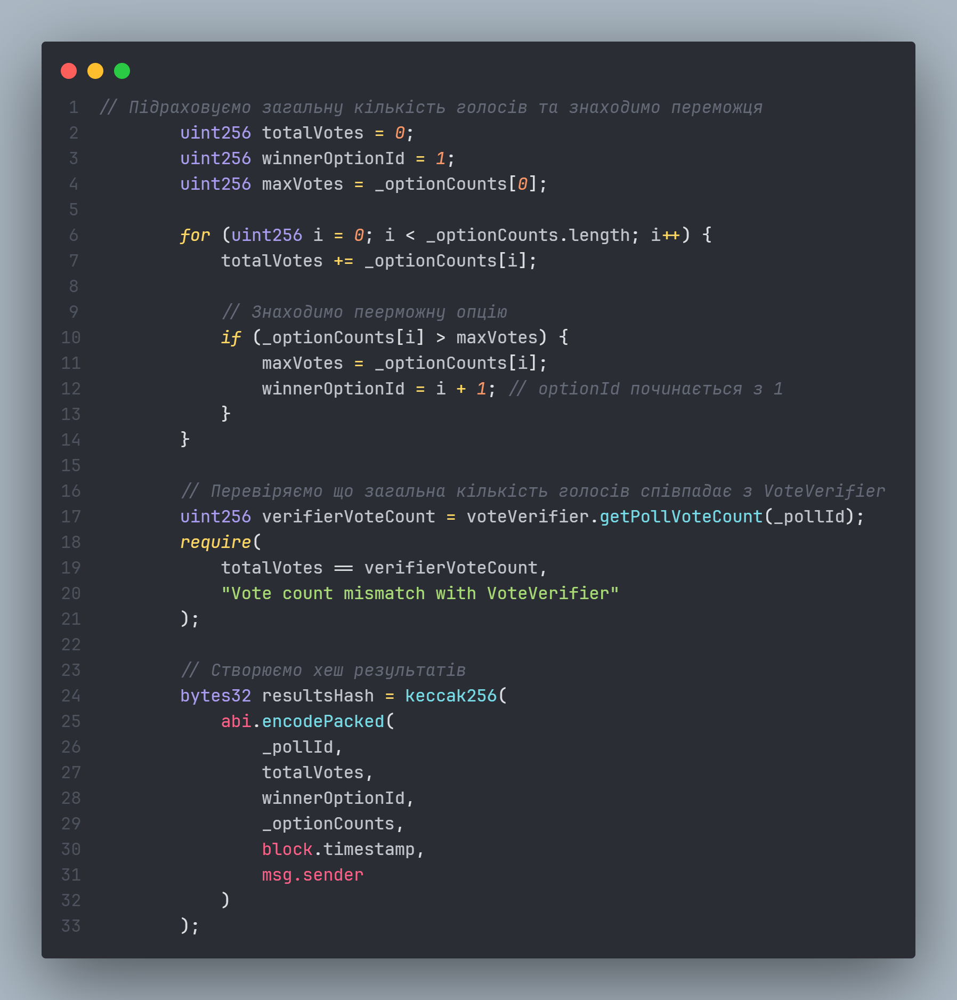 1 // Підраховуємо загальну кількість голосів та знаходимо переможця
2 uint256 totalVotes = 0;
3 uint256 winnerOptionId = 1;
4 uint256 maxVotes = _optionCounts[0];
5
6 for (uint256 i = 0; i < _optionCounts.length; i++) {
7 totalVotes += _optionCounts[i];
8
9 // Знаходимо пеерможну опцію
10 if (_optionCounts[i] > maxVotes) {
11 maxVotes = _optionCounts[i];
12 winnerOptionId = i + 1; // optionId починається з 1
13 }
14 }
15
16 // Перевіряємо що загальна кількість голосів співпадає з VoteVerifier
17 uint256 verifierVoteCount = voteVerifier.getPollVoteCount(_pollId);
18 require(
19 totalVotes == verifierVoteCount,
20 "Vote count mismatch with VoteVerifier"
21 );
22
23 // Створюємо хеш результатів
24 bytes32 resultsHash = keccak256(
25 abi.encodePacked(
26 _pollId,
27 totalVotes,
28 winnerOptionId,
29 _optionCounts,
30 block.timestamp,
31 msg.sender
32 )
33 );